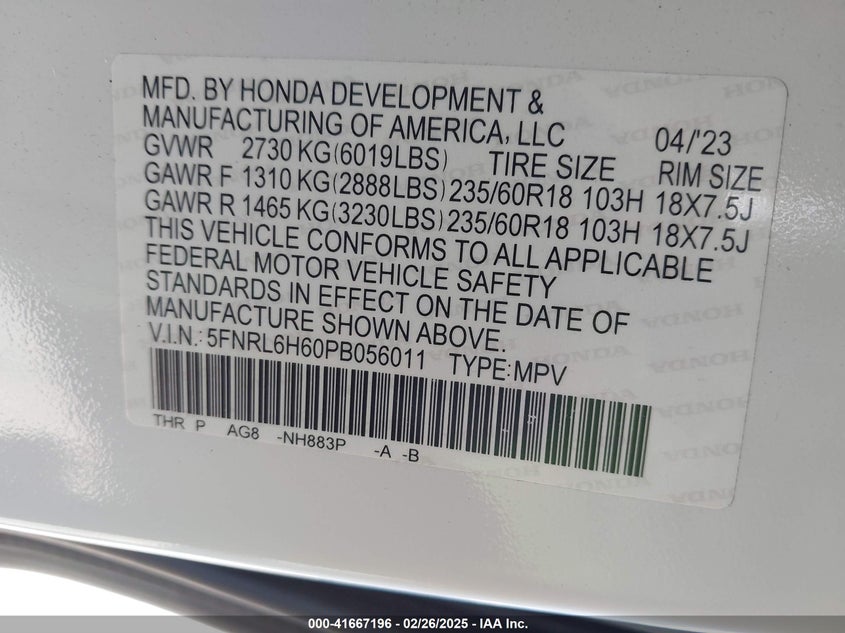 MFD. BY HONDA DEVELOPMENT &
MANUFACTURING OF AMERICA, LLC 04/'23
GVWR 2730 KG(6019LBS) TIRE SIZE RIM SIZE
GAWR F 1310 KG(2888LBS) 235/60R18 103H 18X7.5J
GAWR R 1465 KG(3230LBS) 235/60R18 103H 18X7.5J
THIS VEHICLE CONFORMS TO ALL APPLICABLE
FEDERAL MOTOR VEHICLE SAFETY
STANDARDS IN EFFECT ON THE DATE OF
MANUFACTURE SHOWN ABOVE.
V.I.N.: 5FNRL6H60PB056011 TYPE: MPV
THR P AG8 -NH883P -A -B
000-41667196 - 02/26/2025 - IAA Inc.